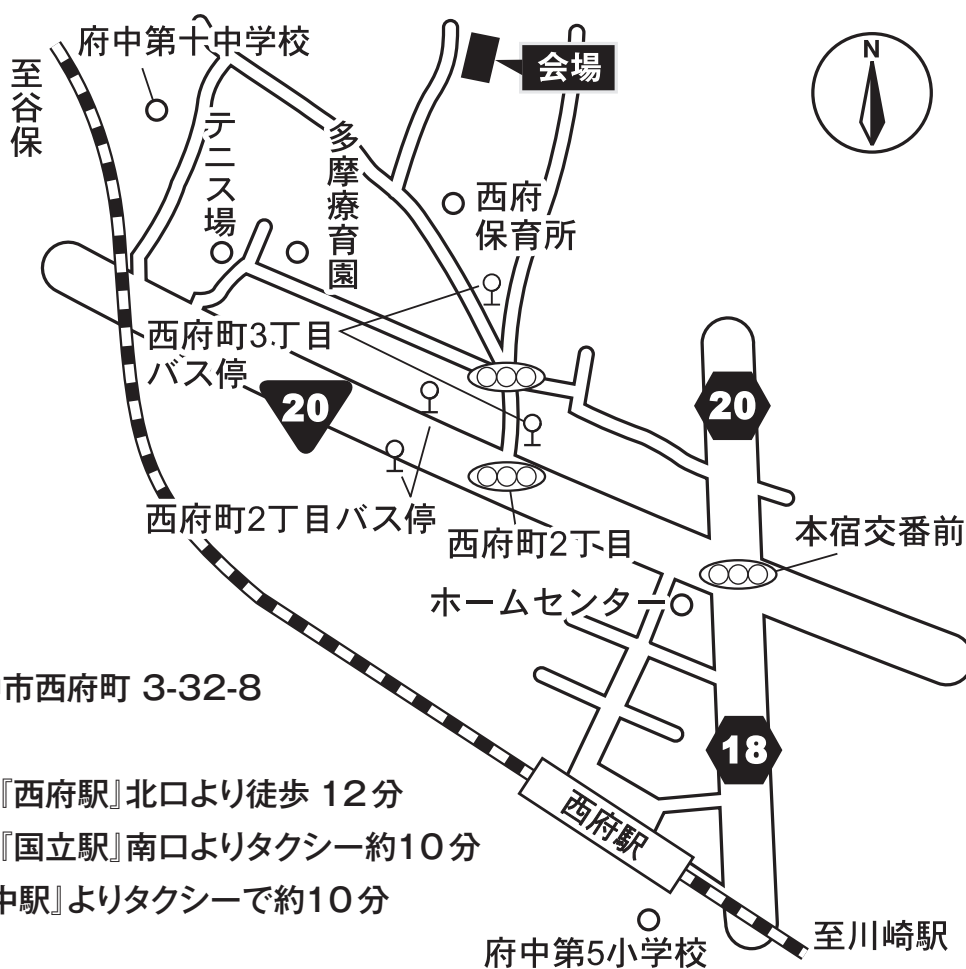 府中第十中学校
至谷保
会場
N
テニス場
多摩療育園
西府
保育所
西府町3丁目
バス停
20
20
西府町2丁目バス停
西府町2丁目
本宿交番前
ホームセンター
市西府町 3-32-8
18
『西府駅』北口より徒歩 12分
『国立駅』南口よりタクシー約10分
中駅』よりタクシーで約10分
西府駅
府中第5小学校
至川崎駅